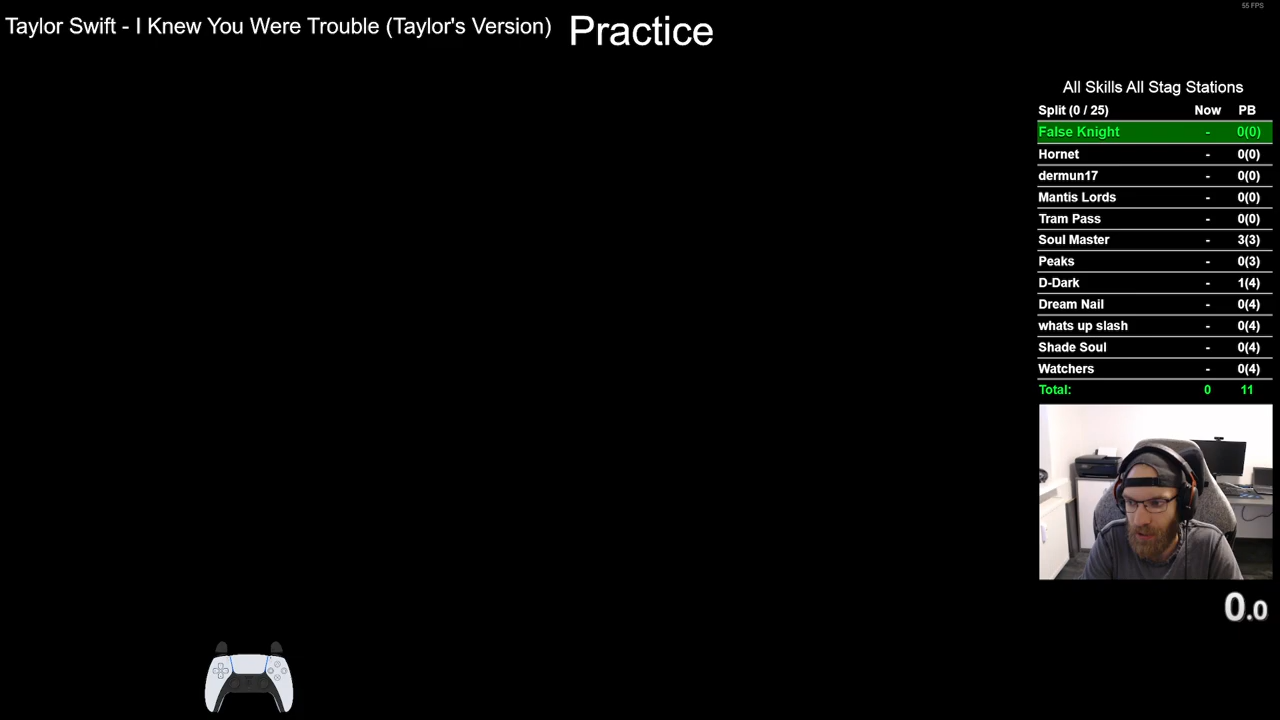 55 FPS
Taylor Swift - I Knew You Were Trouble (Taylor's Version) Practice
All Skills All Stag Stations
Split (0 / 25) Now PB
False Knight - 0(0)
Hornet - 0(0)
dermun17 - 0(0)
Mantis Lords - 0(0)
Tram Pass - 0(0)
Soul Master - 3(3)
Peaks - 0(3)
D-Dark - 1(4)
Dream Nail - 0(4)
whats up slash - 0(4)
Shade Soul - 0(4)
Watchers - 0(4)
Total: 0 11
0.0